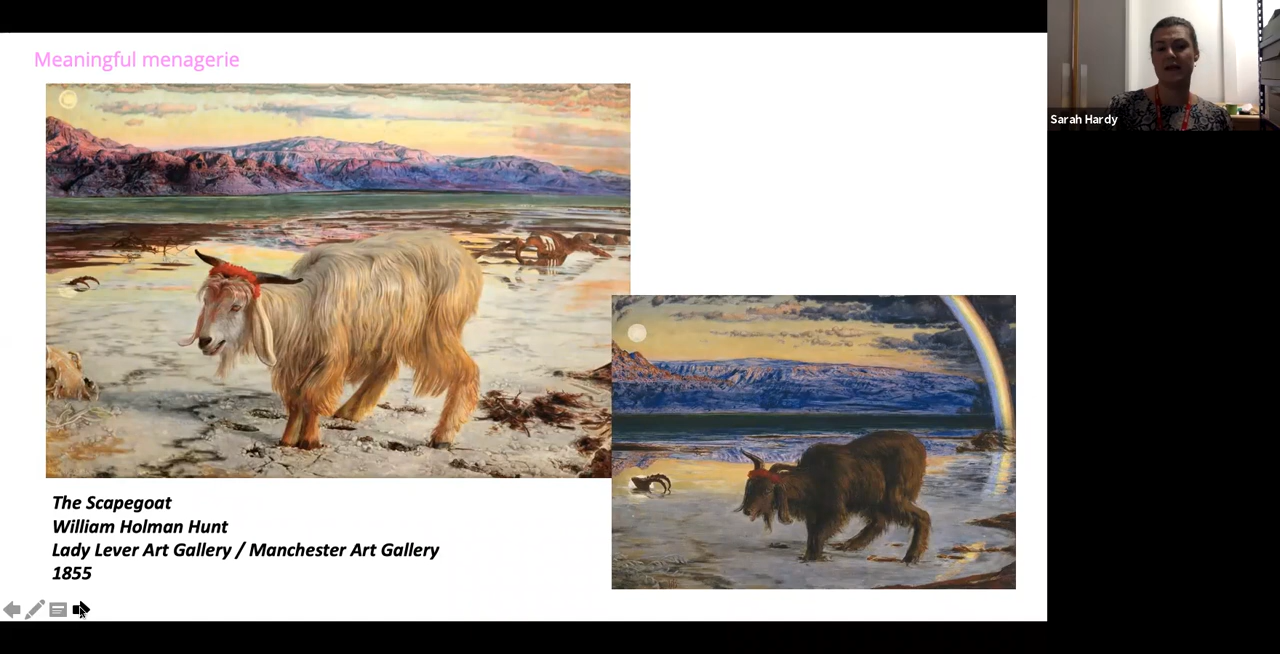 Meaningful menagerie
Sarah Hardy
The Scapegoat
William Holman Hunt
Lady Lever Art Gallery / Manchester Art Gallery
1855